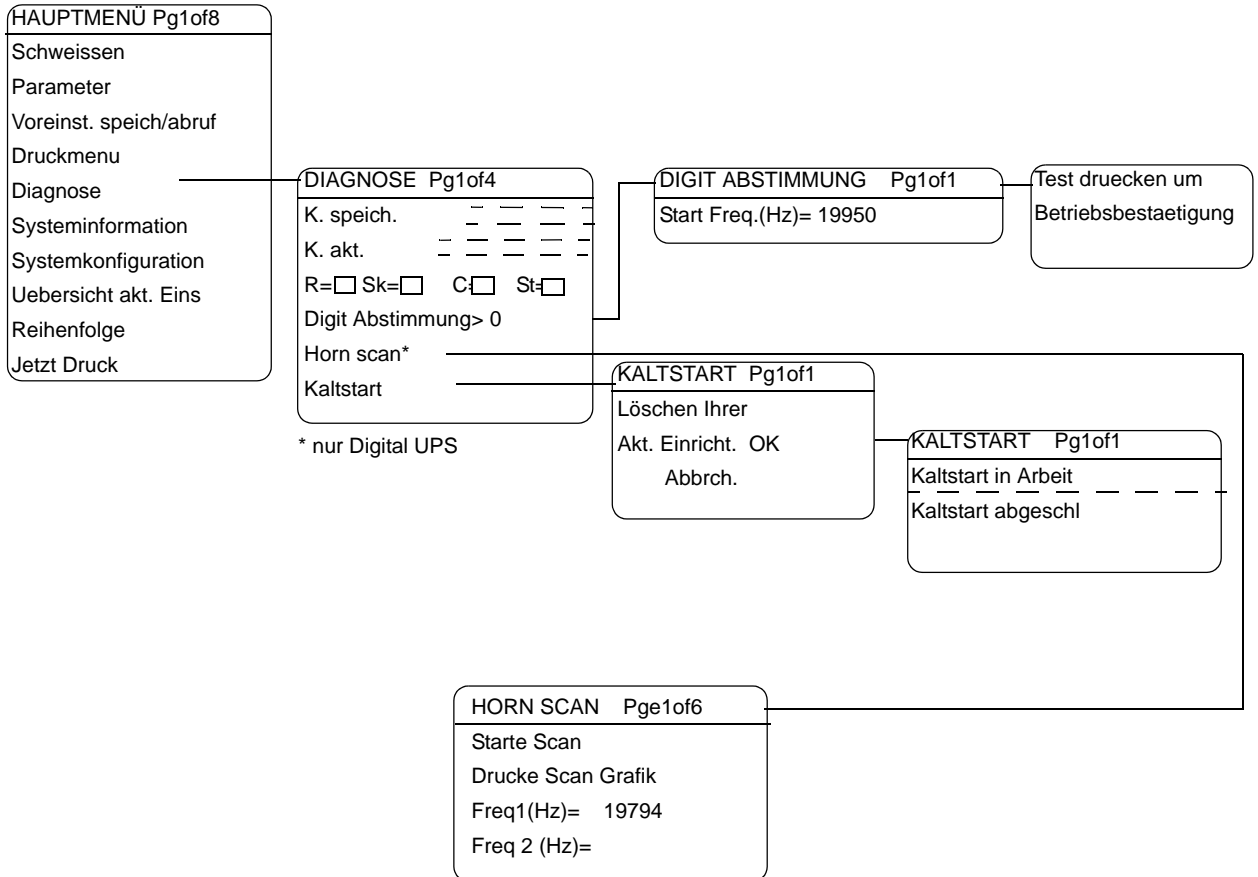 HAUPTMENÜ Pg1of8
Schweissen
Parameter
Voreinst. speich/abruf
Druckmenu
Diagnose
Systeminformation
Systemkonfiguration
Uebersicht akt. Eins
Reihenfolge
Jetzt Druck
DIAGNOSE Pg1of4
K. speich.
K. akt.
R= Sk= C= St=
Digit Abstimmung> 0
Horn scan*
Kaltstart
* nur Digital UPS
DIGIT ABSTIMMUNG Pg1of1
Start Freq.(Hz)= 19950
Test druecken um
Betriebsbestaetigung
KALTSTART Pg1of1
Löschen Ihrer
Akt. Einricht. OK
Abbrch.
KALTSTART Pg1of1
Kaltstart in Arbeit
Kaltstart abgeschl
HORN SCAN Pge1of6
Starte Scan
Drucke Scan Grafik
Freq1(Hz)= 19794
Freq 2 (Hz)=